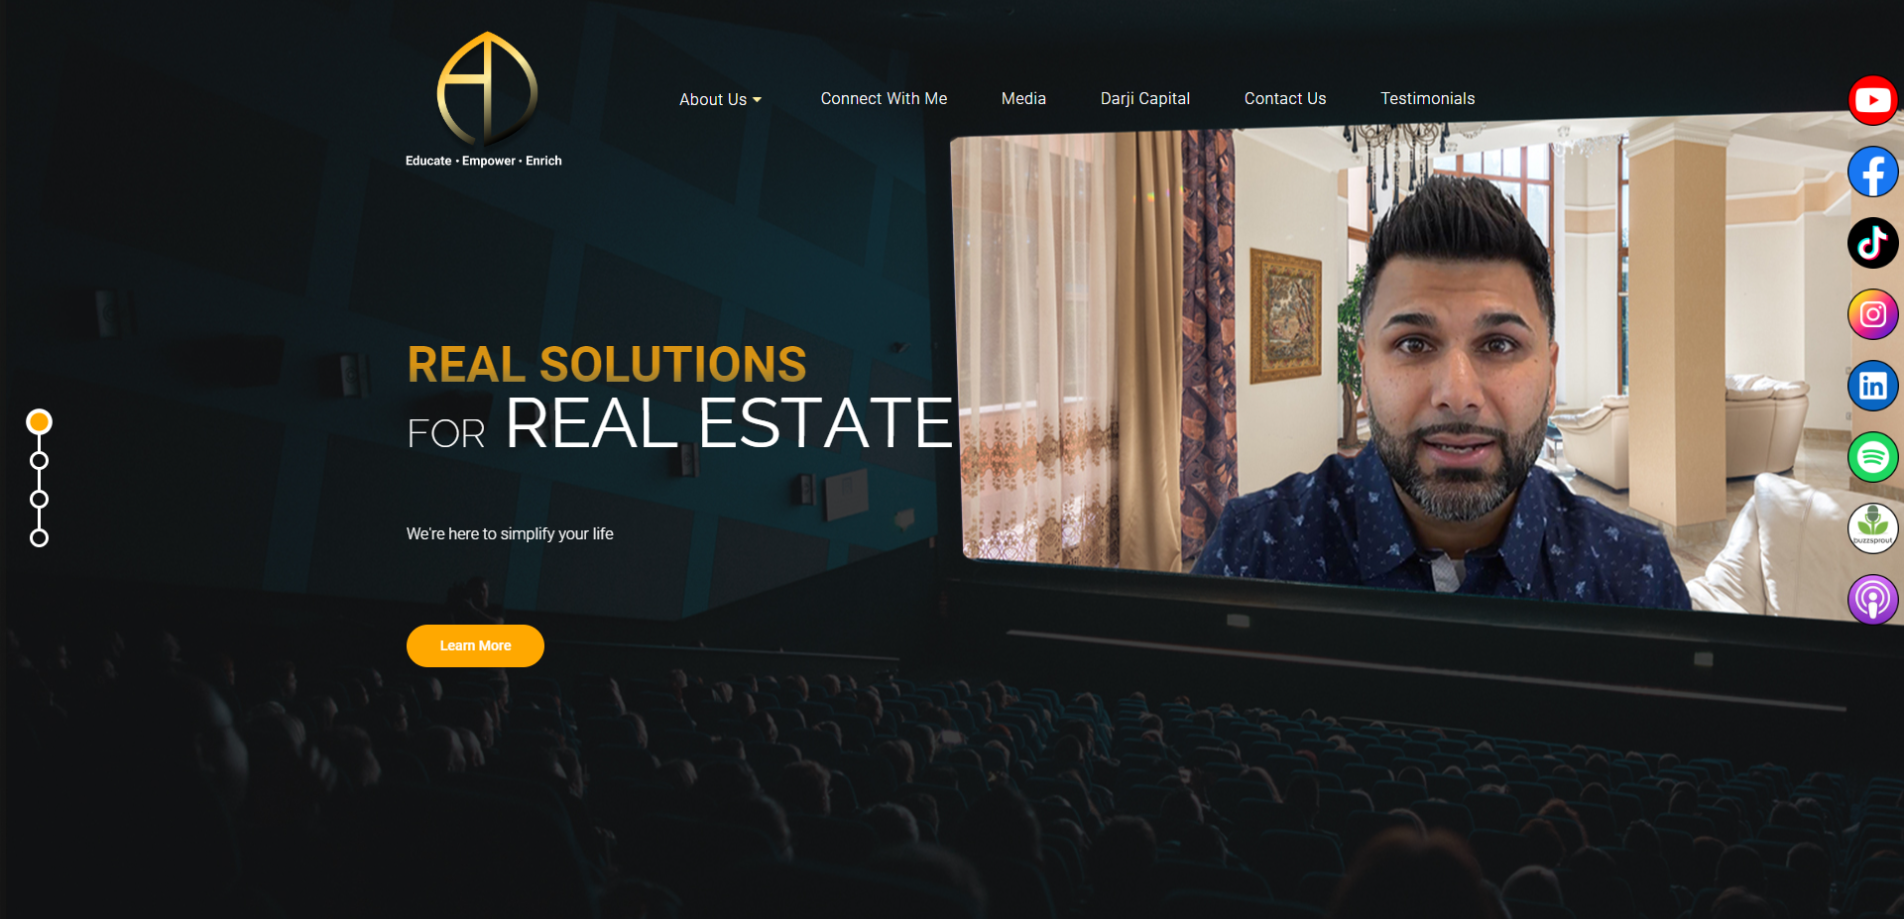 About Us
Connect With Me
Media
Darji Capital
Contact Us
Testimonials
Educate • Empower • Enrich
REAL SOLUTIONS
FOR REAL ESTATE
We're here to simplify your life
Learn More
buzzsprout